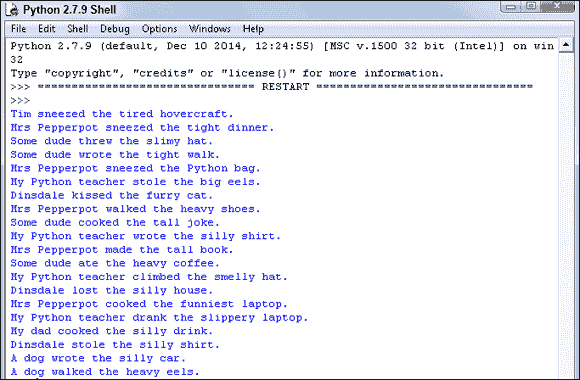 Python 2.7.9 Shell
File Edit Shell Debug Options Windows Help
Python 2.7.9 (default, Dec 10 2014, 12:24:55) [MSC v.1500 32 bit (Intel)] on win
32
Type "copyright", "credits" or "license()" for more information.
>>> ================================ RESTART ================================
>>>
Tim sneezed the tired hovercraft.
Mrs Pepperpot sneezed the tight dinner.
Some dude threw the slimy hat.
Some dude wrote the tight walk.
Mrs Pepperpot sneezed the Python bag.
My Python teacher stole the big eels.
Dinsdale kissed the furry cat.
Mrs Pepperpot walked the heavy shoes.
Some dude cooked the tall joke.
My Python teacher wrote the silly shirt.
Mrs Pepperpot made the tall book.
Some dude ate the heavy coffee.
My Python teacher climbed the smelly hat.
Dinsdale lost the silly house.
Mrs Pepperpot cooked the funniest laptop.
My Python teacher drank the slippery laptop.
My dad cooked the silly drink.
Dinsdale stole the silly shirt.
A dog wrote the silly car.
A dog walked the heavy eels.